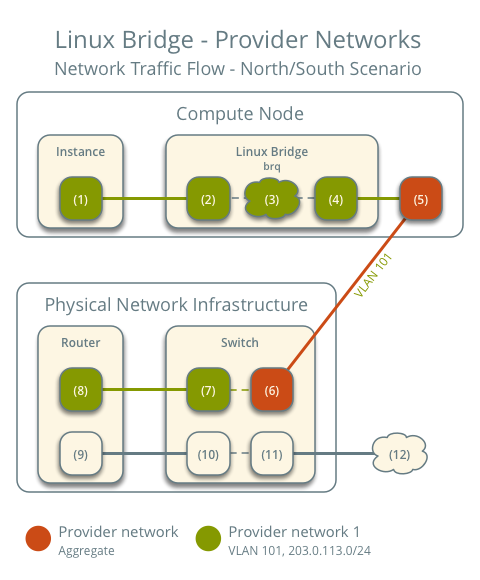 Linux Bridge - Provider Networks
Network Traffic Flow - North/South Scenario
Compute Node
Instance
Linux Bridge
brq
(1)
(2)
(3)
(4)
(5)
VLAN 101
Physical Network Infrastructure
Router
Switch
(8)
(7)
(6)
(9)
(10)
(11)
(12)
Provider network
Aggregate
Provider network 1
VLAN 101, 203.0.113.0/24